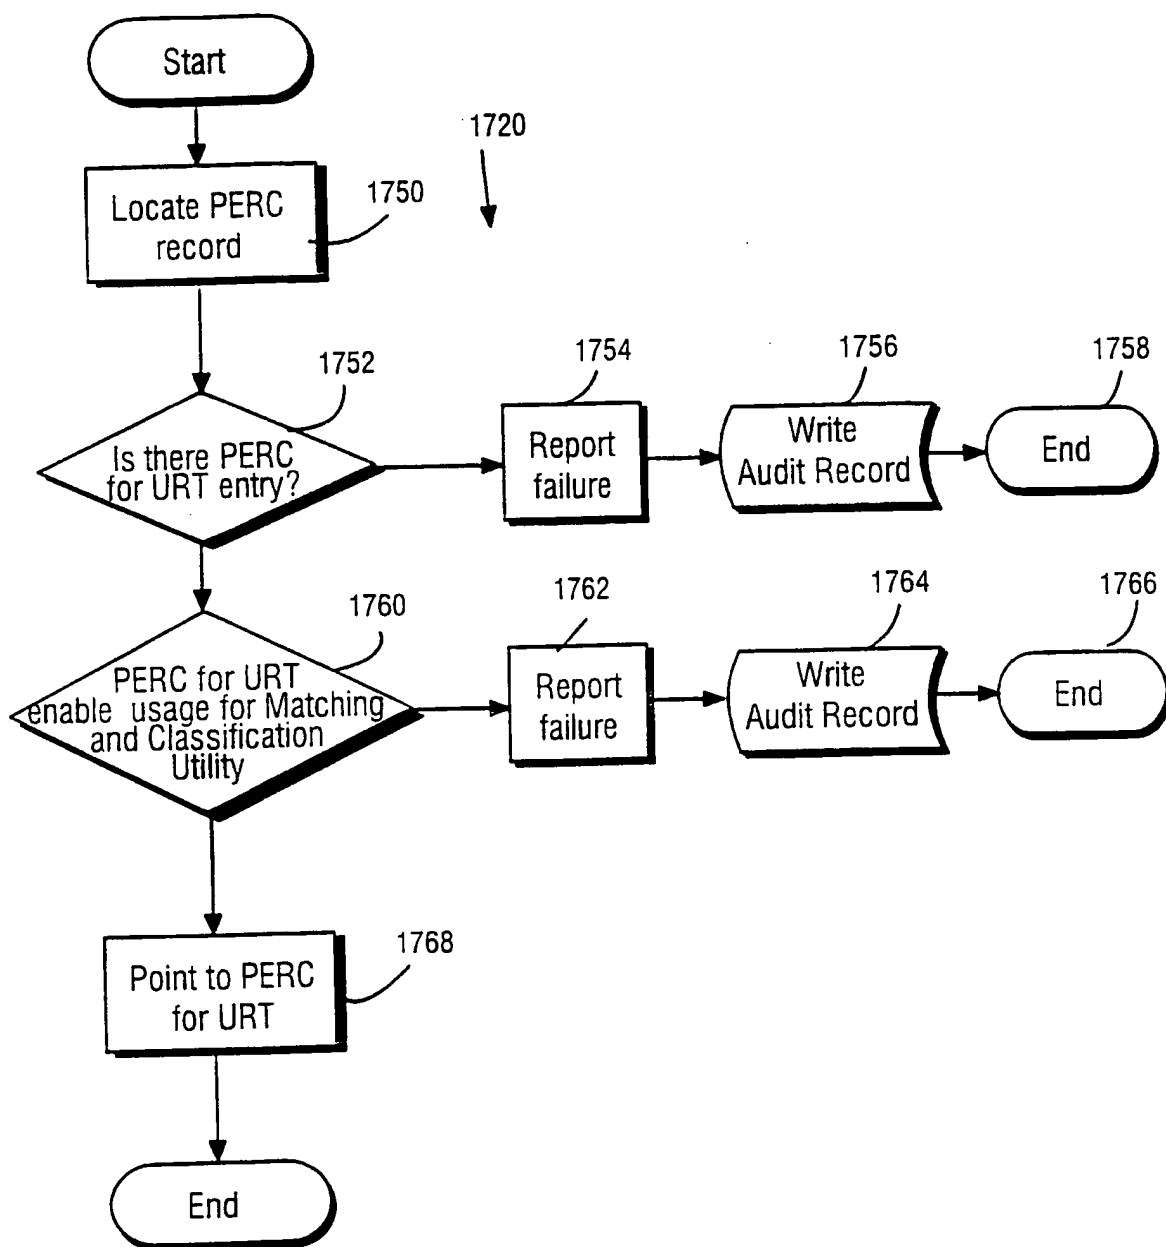 Start
1720
Locate PERC
record
1750
1752
Is there PERC
for URT entry?
1754
Report
failure
1756
Write
Audit Record
1758
End
1760
PERC for URT
enable usage for Matching
and Classification
Utility
1762
Report
failure
1764
Write
Audit Record
1766
End
Point to PERC
for URT
1768
End